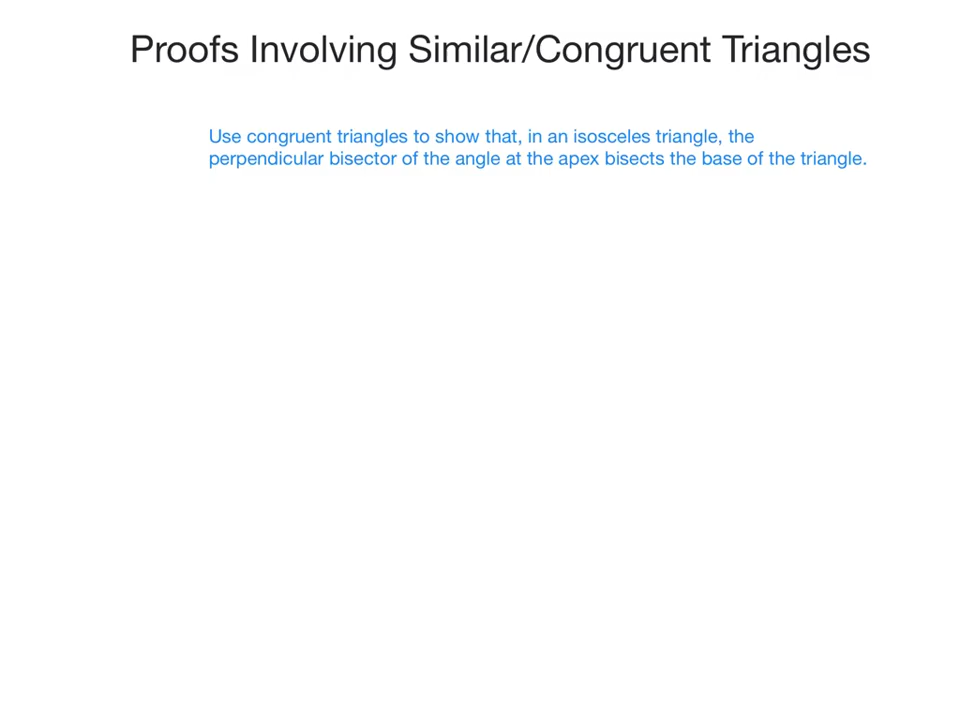 Proofs Involving Similar/Congruent Triangles
Use congruent triangles to show that, in an isosceles triangle, the
perpendicular bisector of the angle at the apex bisects the base of the triangle.